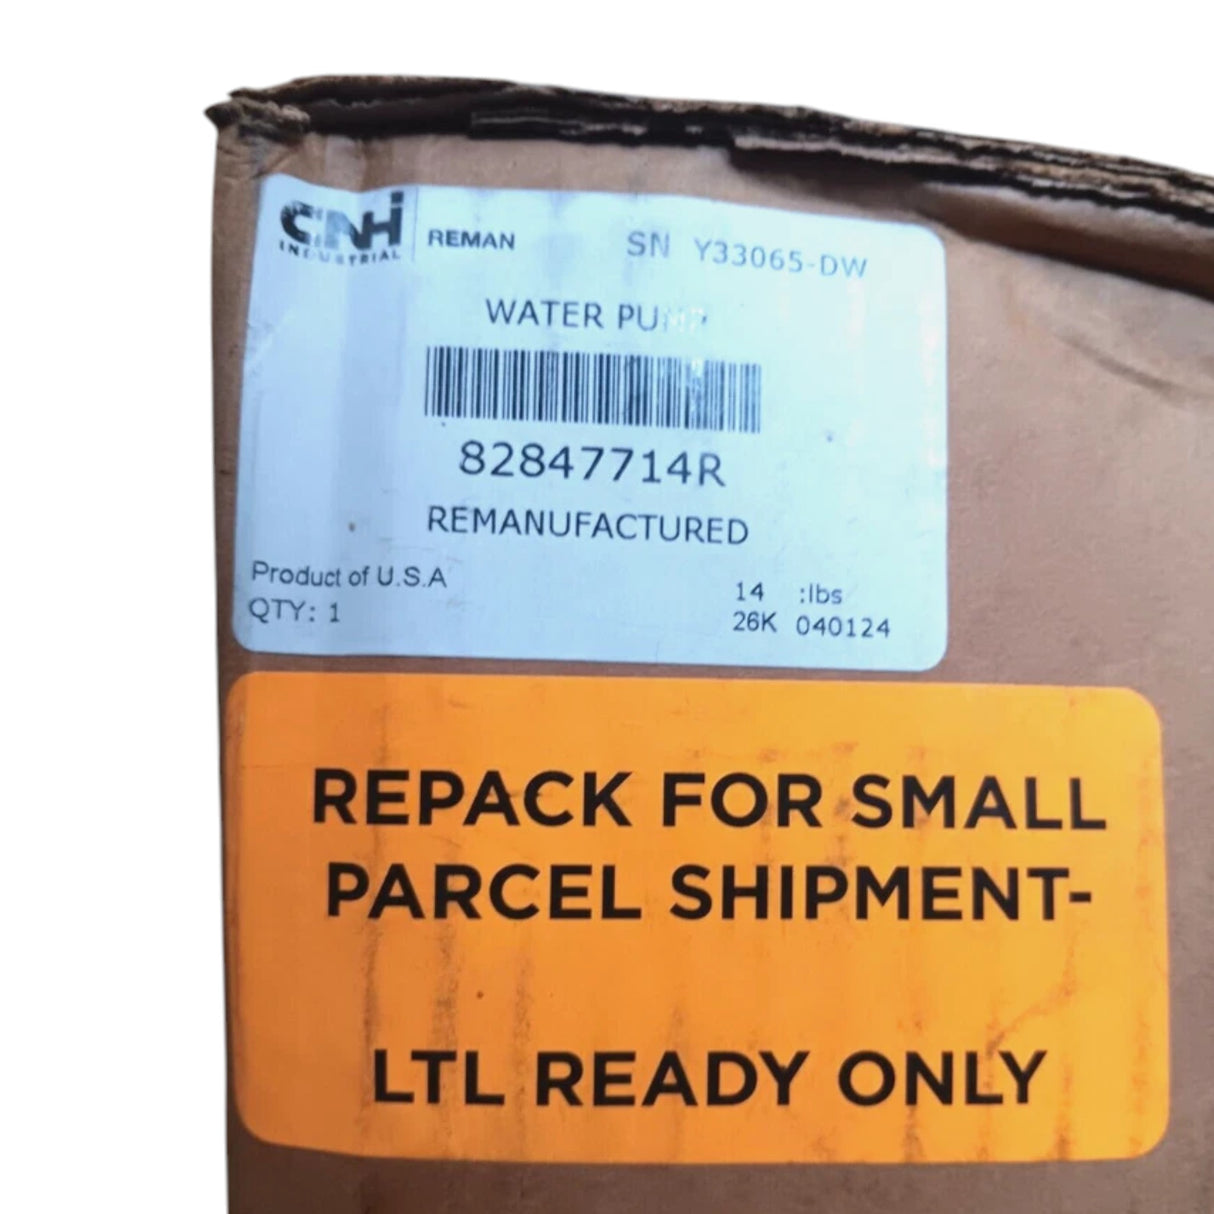 CNH
INDUSTRIAL
REMAN
SN Y33065-DW
WATER PUMP
82847714R
REMANUFACTURED
Product of U.S.A
QTY: 1
14 :lbs
26K 040124
REPACK FOR SMALL
PARCEL SHIPMENT-
LTL READY ONLY